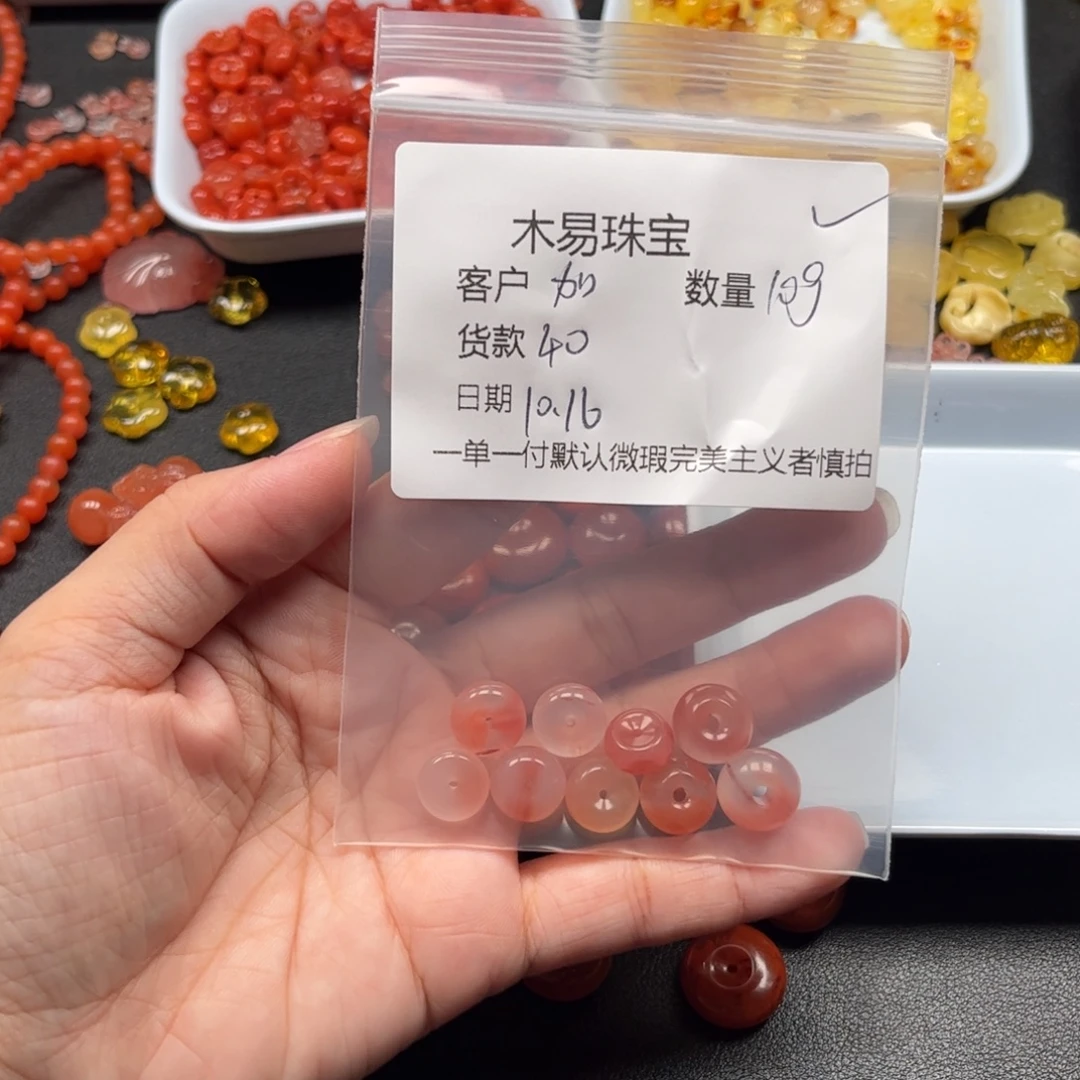 木易珠宝
客户 加 数量 10g
货款 40
日期 10.16
一单一付默认微瑕完美主义者慎拍